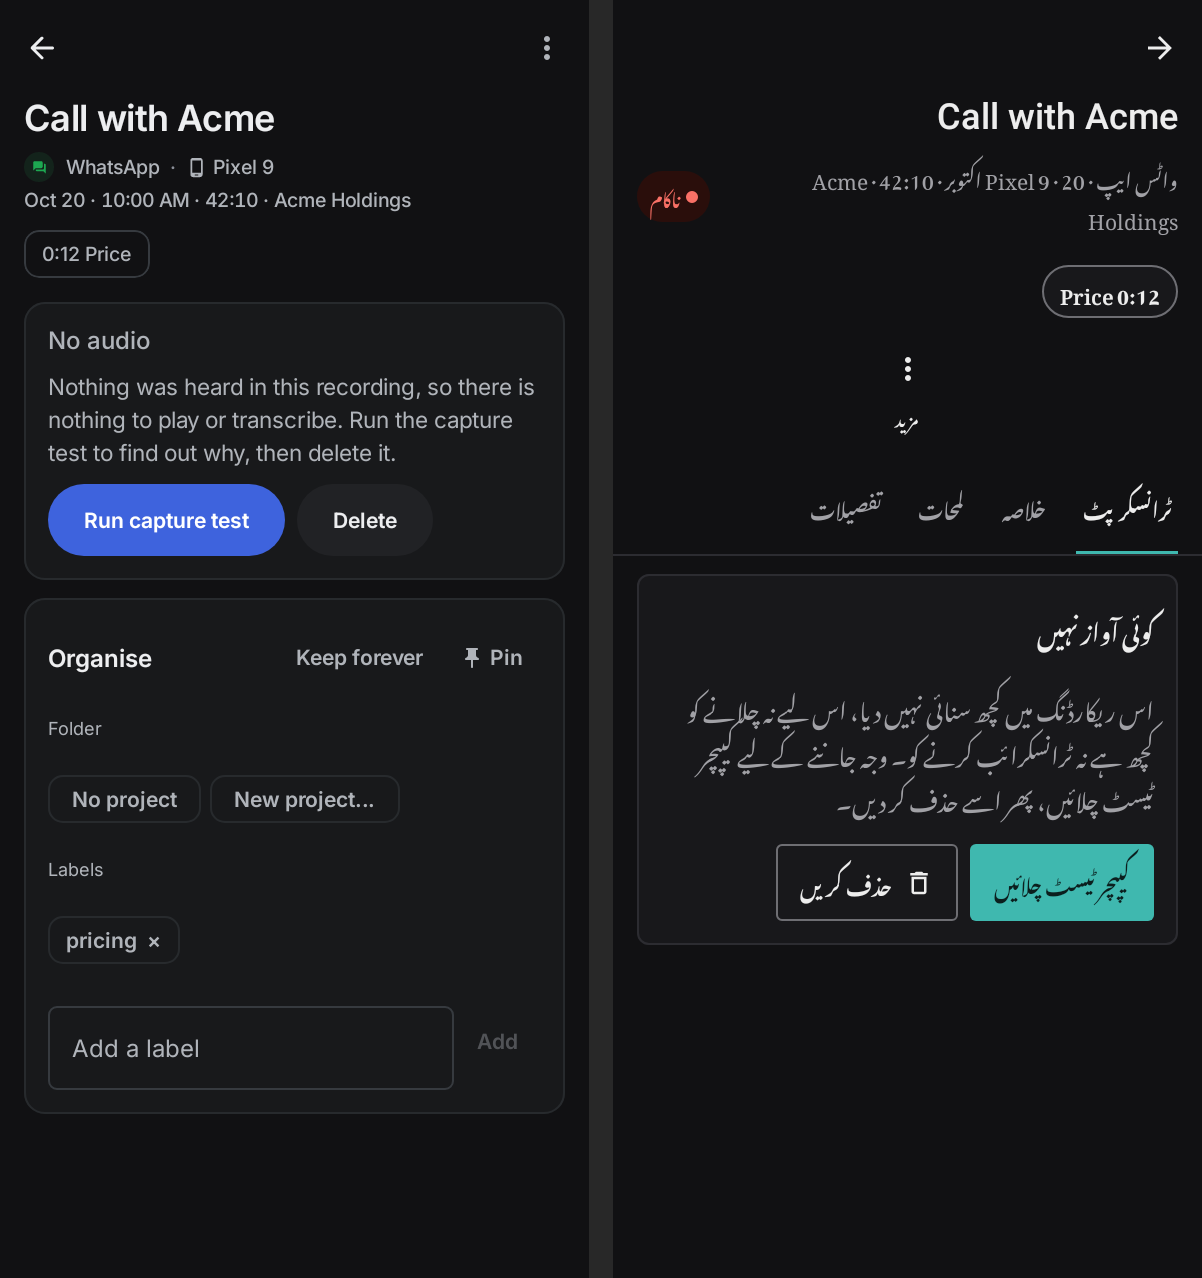 Call with Acme
WhatsApp · Pixel 9
Oct 20 · 10:00 AM · 42:10 · Acme Holdings
0:12 Price
No audio
Nothing was heard in this recording, so there is
nothing to play or transcribe. Run the capture
test to find out why, then delete it.
Run capture test
Delete
Organise
Keep forever
Pin
Folder
No project
New project...
Labels
pricing ×
Add a label
Add
Call with Acme
واٹس ایپ · Pixel 9 · 20 اکتوبر · 42:10 · Acme
Holdings
ناکام
Price 0:12
مزید
ٹرانسکرپٹ
خلاصہ
لمحات
تفصیلات
کوئی آواز نہیں
اس ریکارڈنگ میں کچھ سنائی نہیں دیا، اس لیے نہ چلانے کو
کچھ ہے نہ ٹرانسکرائب کرنے کو۔ وجہ جاننے کے لیے کیپچر
ٹیسٹ چلائیں، پھر اسے حذف کر دیں۔
کیپچر ٹیسٹ چلائیں
حذف کریں